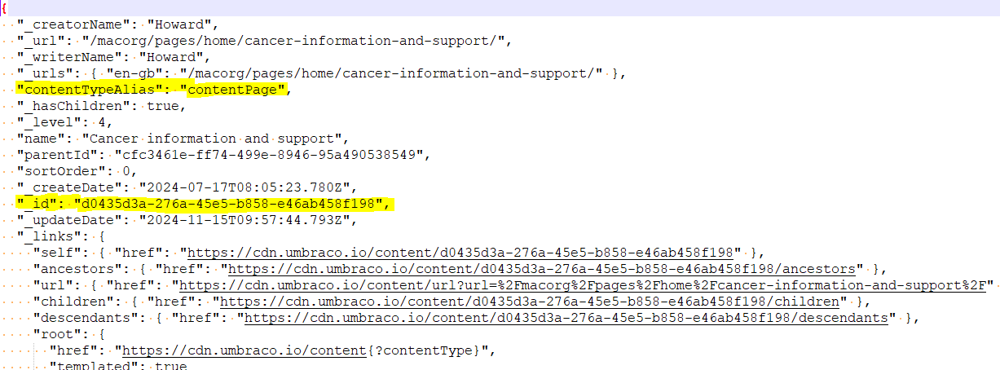 {
"_creatorName": "Howard",
"_url": "/macorg/pages/home/cancer-information-and-support/",
"_writerName": "Howard",
"_urls": { "en-gb": "/macorg/pages/home/cancer-information-and-support/" },
"contentTypeAlias": "contentPage",
"_hasChildren": true,
"_level": 4,
"name": "Cancer information and support",
"parentId": "cfc3461e-ff74-499e-8946-95a490538549",
"sortOrder": 0,
"_createDate": "2024-07-17T08:05:23.780Z",
"_id": "d0435d3a-276a-45e5-b858-e46ab458f198",
"_updateDate": "2024-11-15T09:57:44.793Z",
"_links": {
"self": { "href": "https://cdn.umbraco.io/content/d0435d3a-276a-45e5-b858-e46ab458f198" },
"ancestors": { "href": "https://cdn.umbraco.io/content/d0435d3a-276a-45e5-b858-e46ab458f198/ancestors" },
"url": { "href": "https://cdn.umbraco.io/content/url?url=%2Fmacorg%2Fpages%2Fhome%2Fcancer-information-and-support%2F"
"children": { "href": "https://cdn.umbraco.io/content/d0435d3a-276a-45e5-b858-e46ab458f198/children" },
"descendants": { "href": "https://cdn.umbraco.io/content/d0435d3a-276a-45e5-b858-e46ab458f198/descendants" },
"root": {
"href": "https://cdn.umbraco.io/content{?contentType}",
"templated": true